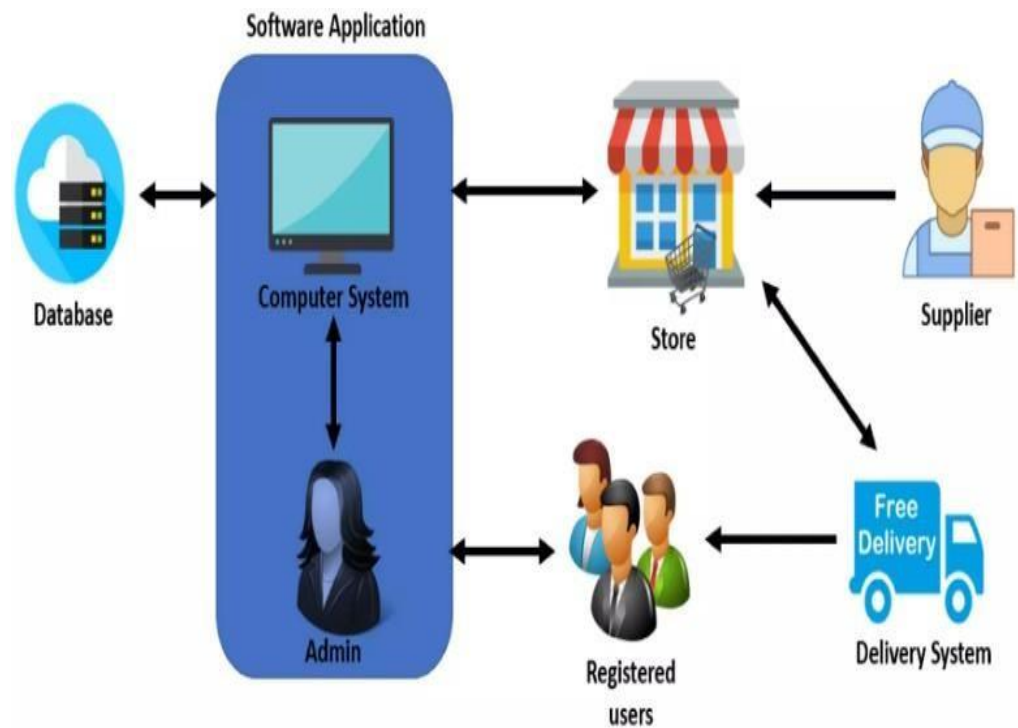 Software Application
Database
Computer System
Store
Supplier
Admin
Registered
users
Free
Delivery
Delivery System